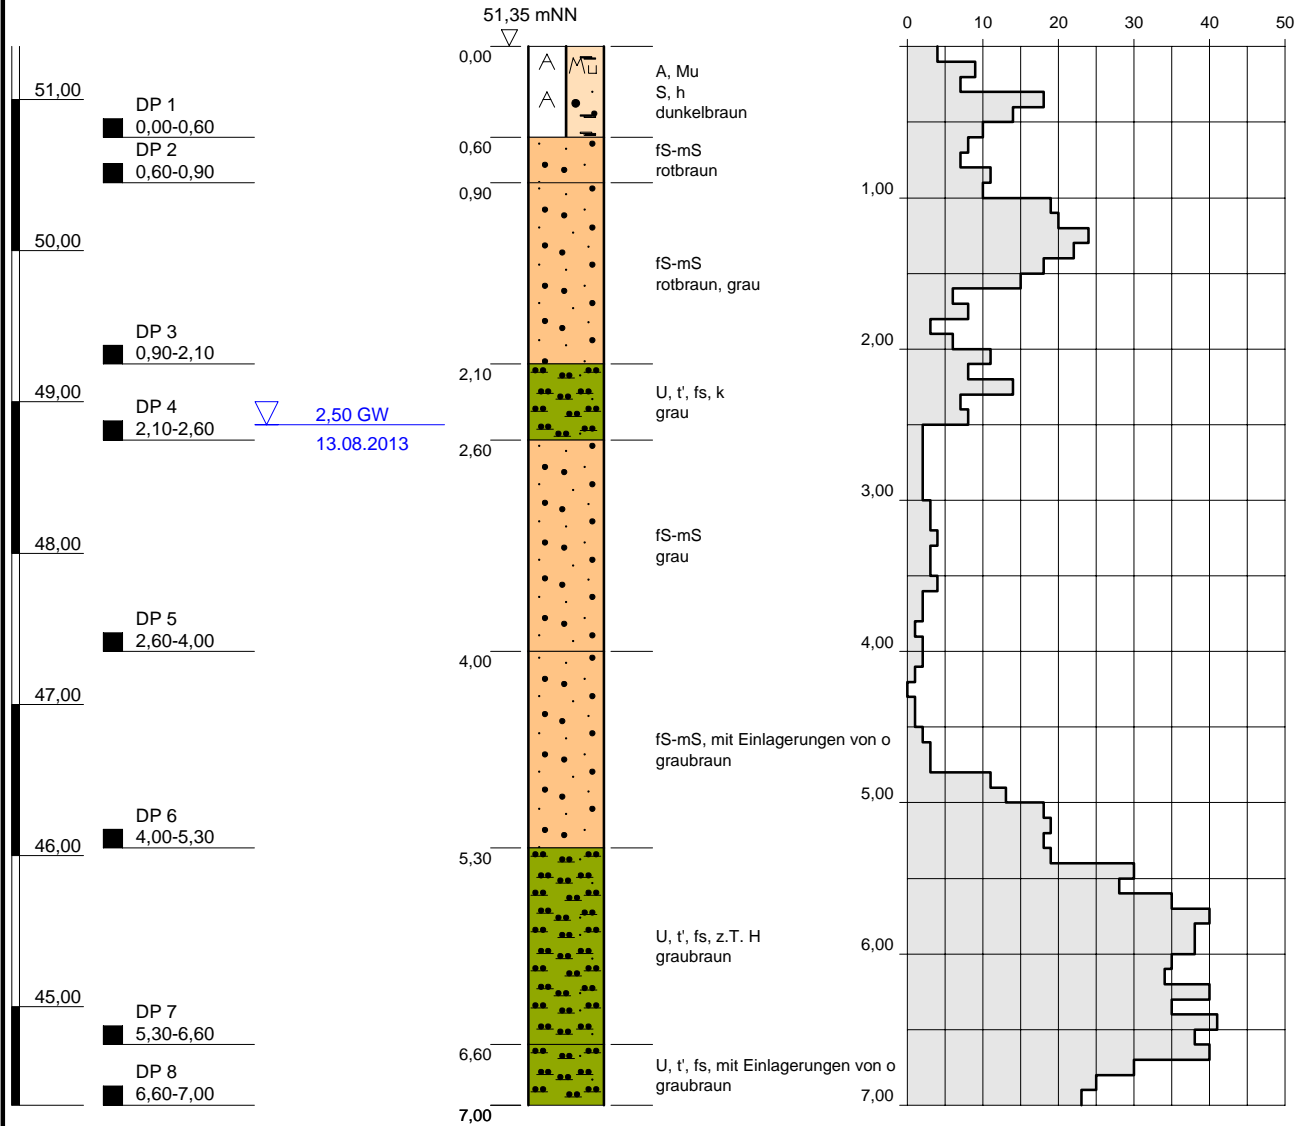 51,35 mNN
0 10 20 30 40 50
0,00
A
A
Mu
A, Mu
S, h
dunkelbraun
51,00
DP 1
0,00-0,60
0,60
DP 2
0,60-0,90
fS-mS
rotbraun
0,90
1,00
50,00
fS-mS
rotbraun, grau
DP 3
0,90-2,10
2,00
2,10
49,00
DP 4
2,10-2,60
2,50 GW
13.08.2013
U, t', fs, k
grau
2,60
3,00
48,00
fS-mS
grau
DP 5
2,60-4,00
4,00
4,00
47,00
fS-mS, mit Einlagerungen von o
graubraun
5,00
DP 6
4,00-5,30
46,00
5,30
U, t', fs, z.T. H
graubraun
6,00
45,00
DP 7
5,30-6,60
6,60
DP 8
6,60-7,00
U, t', fs, mit Einlagerungen von o
graubraun
7,00
7,00